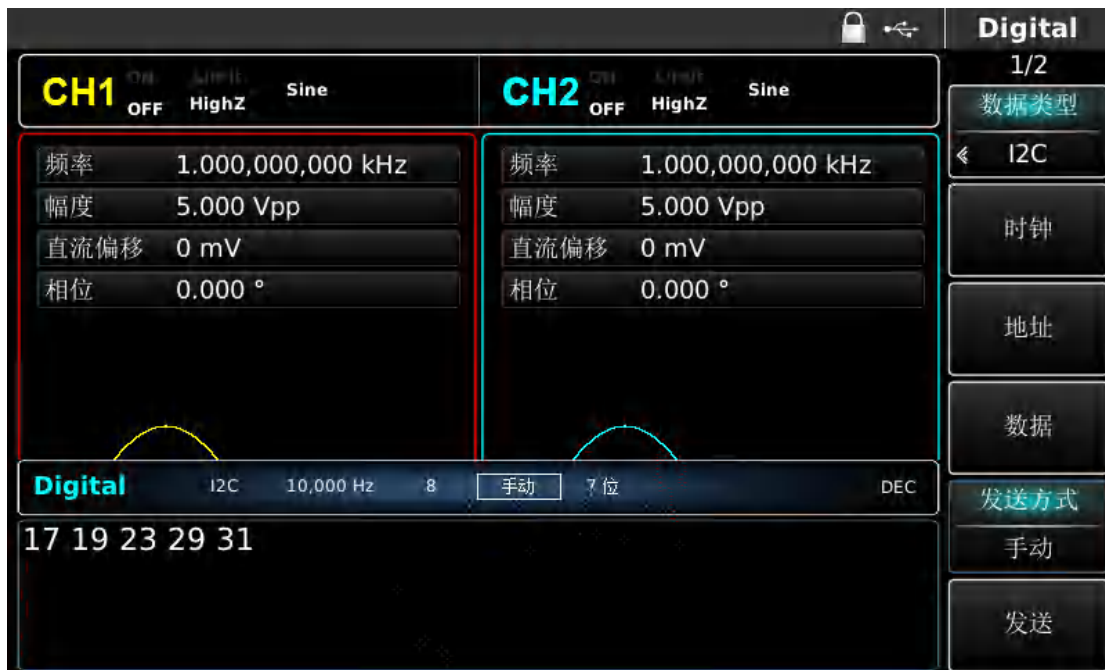 Digital
1/2
数据类型
I2C
时钟
地址
数据
发送方式
手动
发送
CH1 ON OFF Limit HighZ Sine
CH2 ON OFF Limit HighZ Sine
频率 1.000,000,000 kHz
幅度 5.000 Vpp
直流偏移 0 mV
相位 0.000 °
频率 1.000,000,000 kHz
幅度 5.000 Vpp
直流偏移 0 mV
相位 0.000 °
Digital I2C 10,000 Hz 8 手动 7 位 DEC
17 19 23 29 31